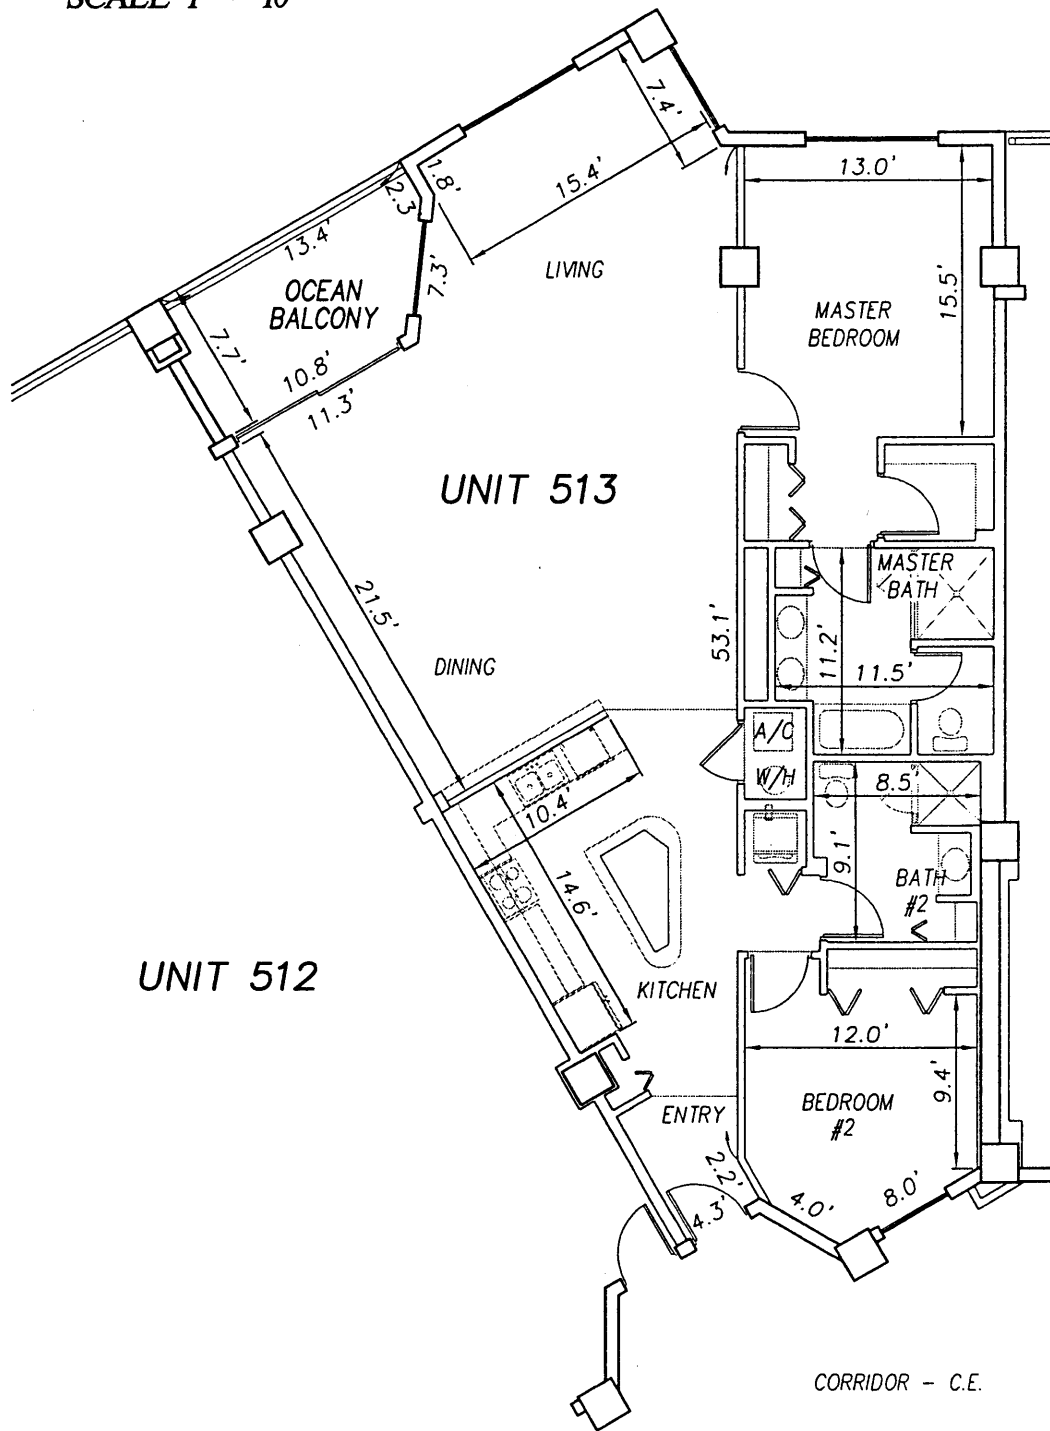 7.4'
15.4'
1.8'
2.3
13.4'
13.0'
15.5'
LIVING
7.3'
OCEAN
BALCONY
MASTER
BEDROOM
7.7'
10.8'
11.3'
UNIT 513
21.5'
53.1'
MASTER
BATH
11.2'
11.5'
DINING
A/C
W/H
8.5'
10.4'
9.1'
14.6'
BATH
#2
UNIT 512
KITCHEN
12.0'
9.4'
ENTRY
BEDROOM
#2
2.2'
4.3'
4.0'
8.0'
CORRIDOR - C.E.